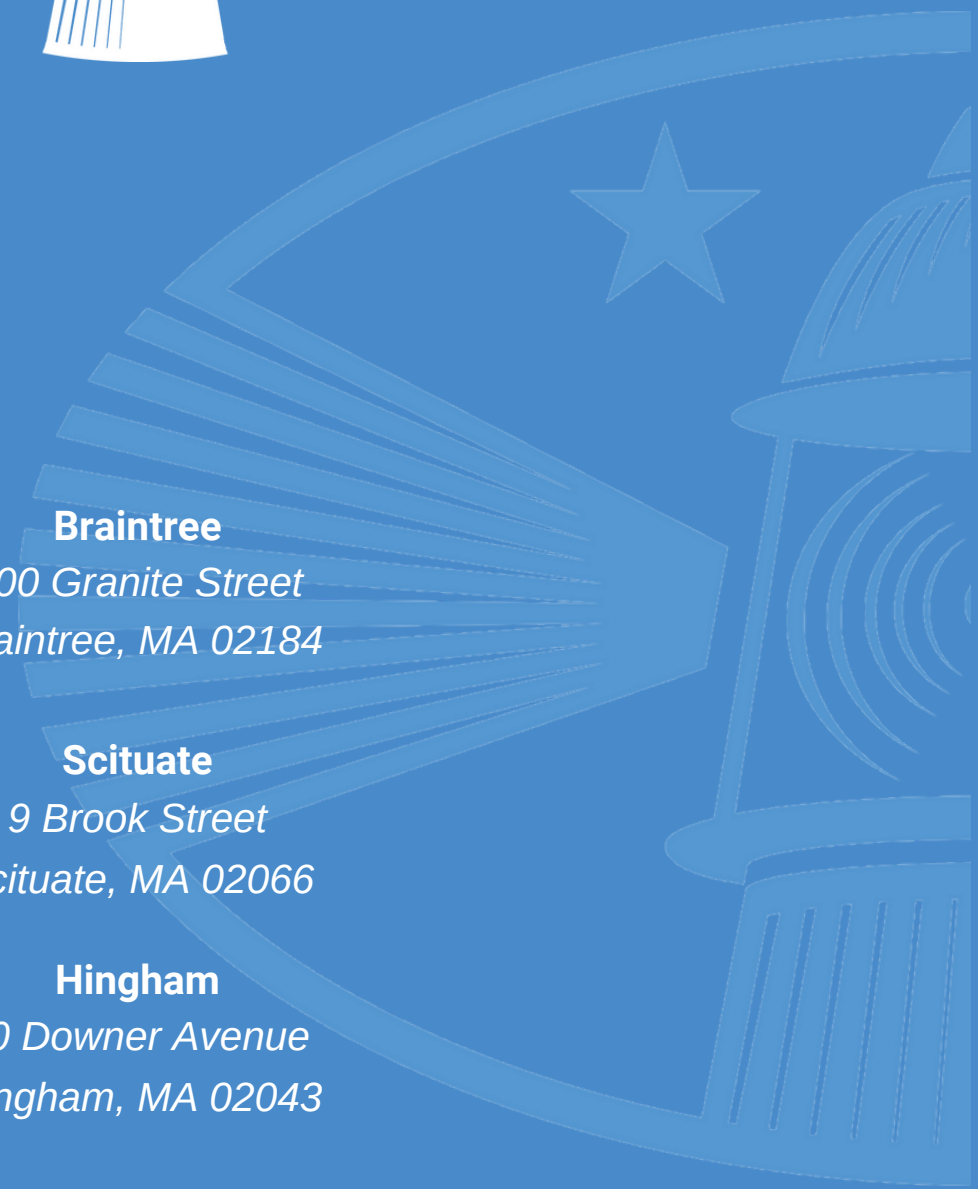 Braintree
00 Granite Street
aintree, MA 02184
Scituate
9 Brook Street
cituate, MA 02066
Hingham
0 Downer Avenue
ngham, MA 02043